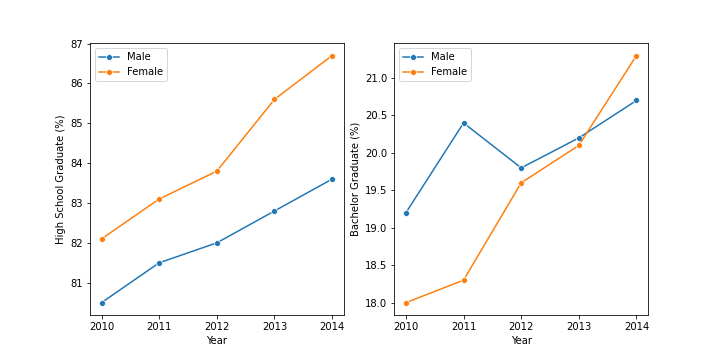 87
86
85
84
83
82
81
High School Graduate (%)
Male
Female
2010 2011 2012 2013 2014
Year
21.0
20.5
20.0
19.5
19.0
18.5
18.0
Bachelor Graduate (%)
Male
Female
2010 2011 2012 2013 2014
Year